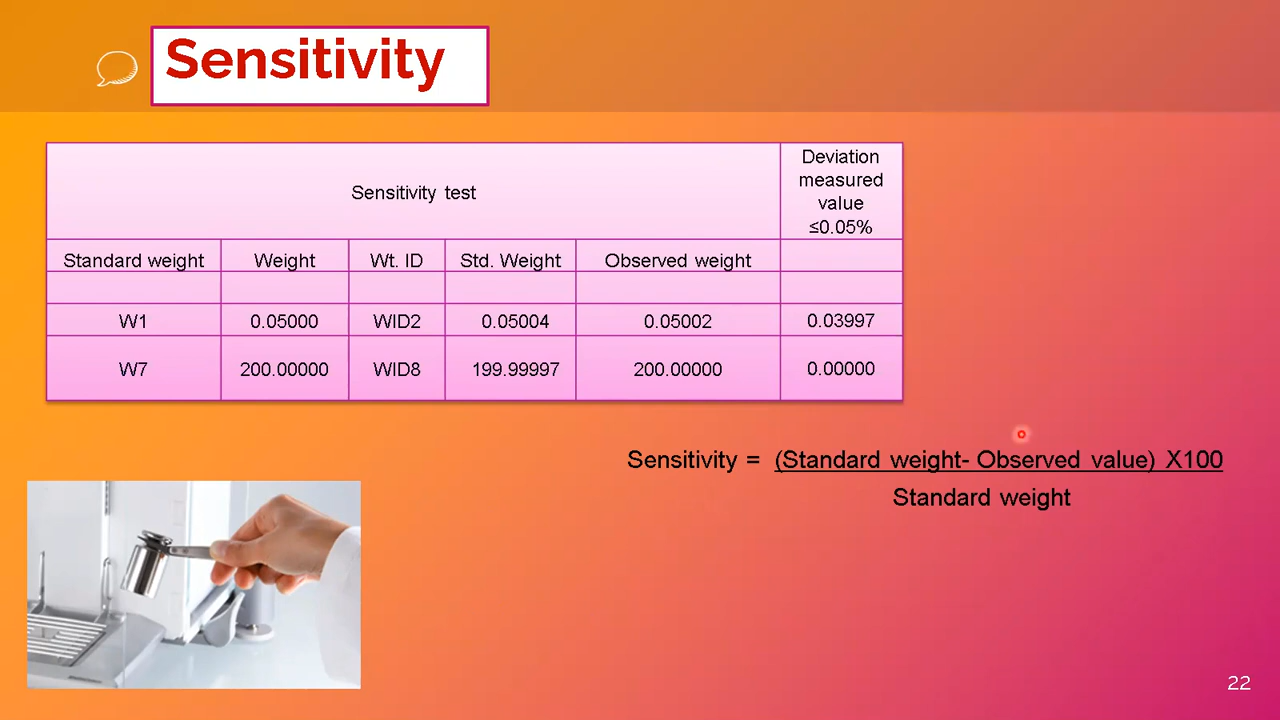 Sensitivity
Sensitivity test
Deviation
measured
value
≤0.05%
Standard weight Weight Wt. ID Std. Weight Observed weight
W1 0.05000 WID2 0.05004 0.05002 0.03997
W7 200.00000 WID8 199.99997 200.00000 0.00000
Sensitivity = (Standard weight- Observed value) X100
Standard weight
22